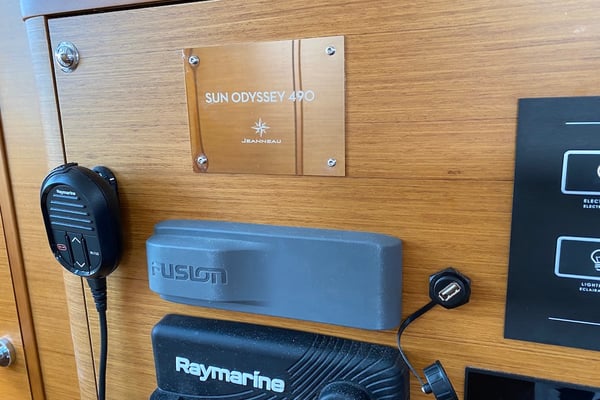 SUN ODYSSEY 490
JEANNEAU
Raymarine
FUSION
Raymarine